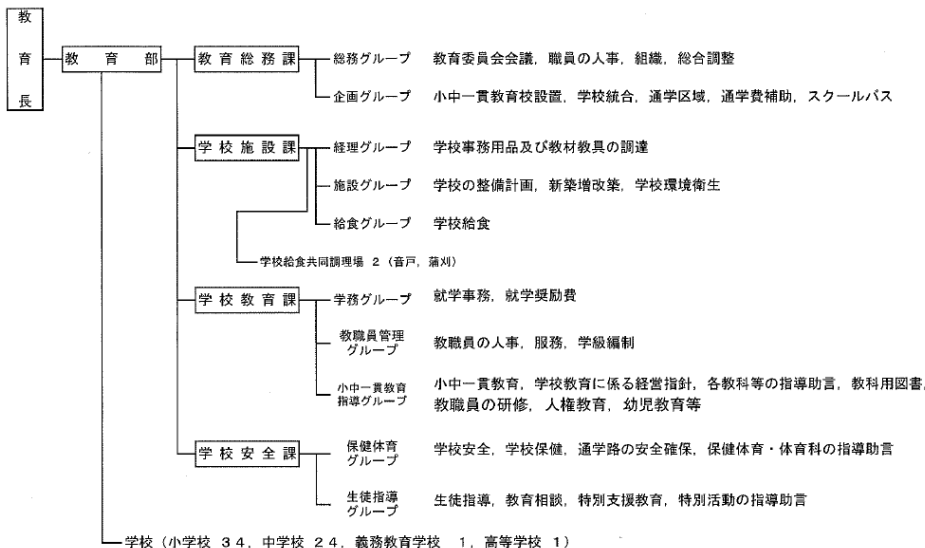 教育長
教育部
教育総務課
総務グループ 教育委員会会議，職員の人事，組織，総合調整
企画グループ 小中一貫教育校設置，学校統合，通学区域，通学費補助，スクールバス
学校施設課
経理グループ 学校事務用品及び教材教具の調達
施設グループ 学校の整備計画，新築増改築，学校環境衛生
給食グループ 学校給食
学校給食共同調理場 ２（音戸，蒲刈）
学校教育課
学務グループ 就学事務，就学奨励費
教職員管理
グループ
教職員の人事，服務，学級編制
小中一貫教育
指導グループ
小中一貫教育，学校教育に係る経営指針，各教科等の指導助言，教科用図書，
教職員の研修，人権教育，幼児教育等
学校安全課
保健体育
グループ
学校安全，学校保健，通学路の安全確保，保健体育・体育科の指導助言
生徒指導
グループ
生徒指導，教育相談，特別支援教育，特別活動の指導助言
学校（小学校 ３４，中学校 ２４，義務教育学校 １，高等学校 １）